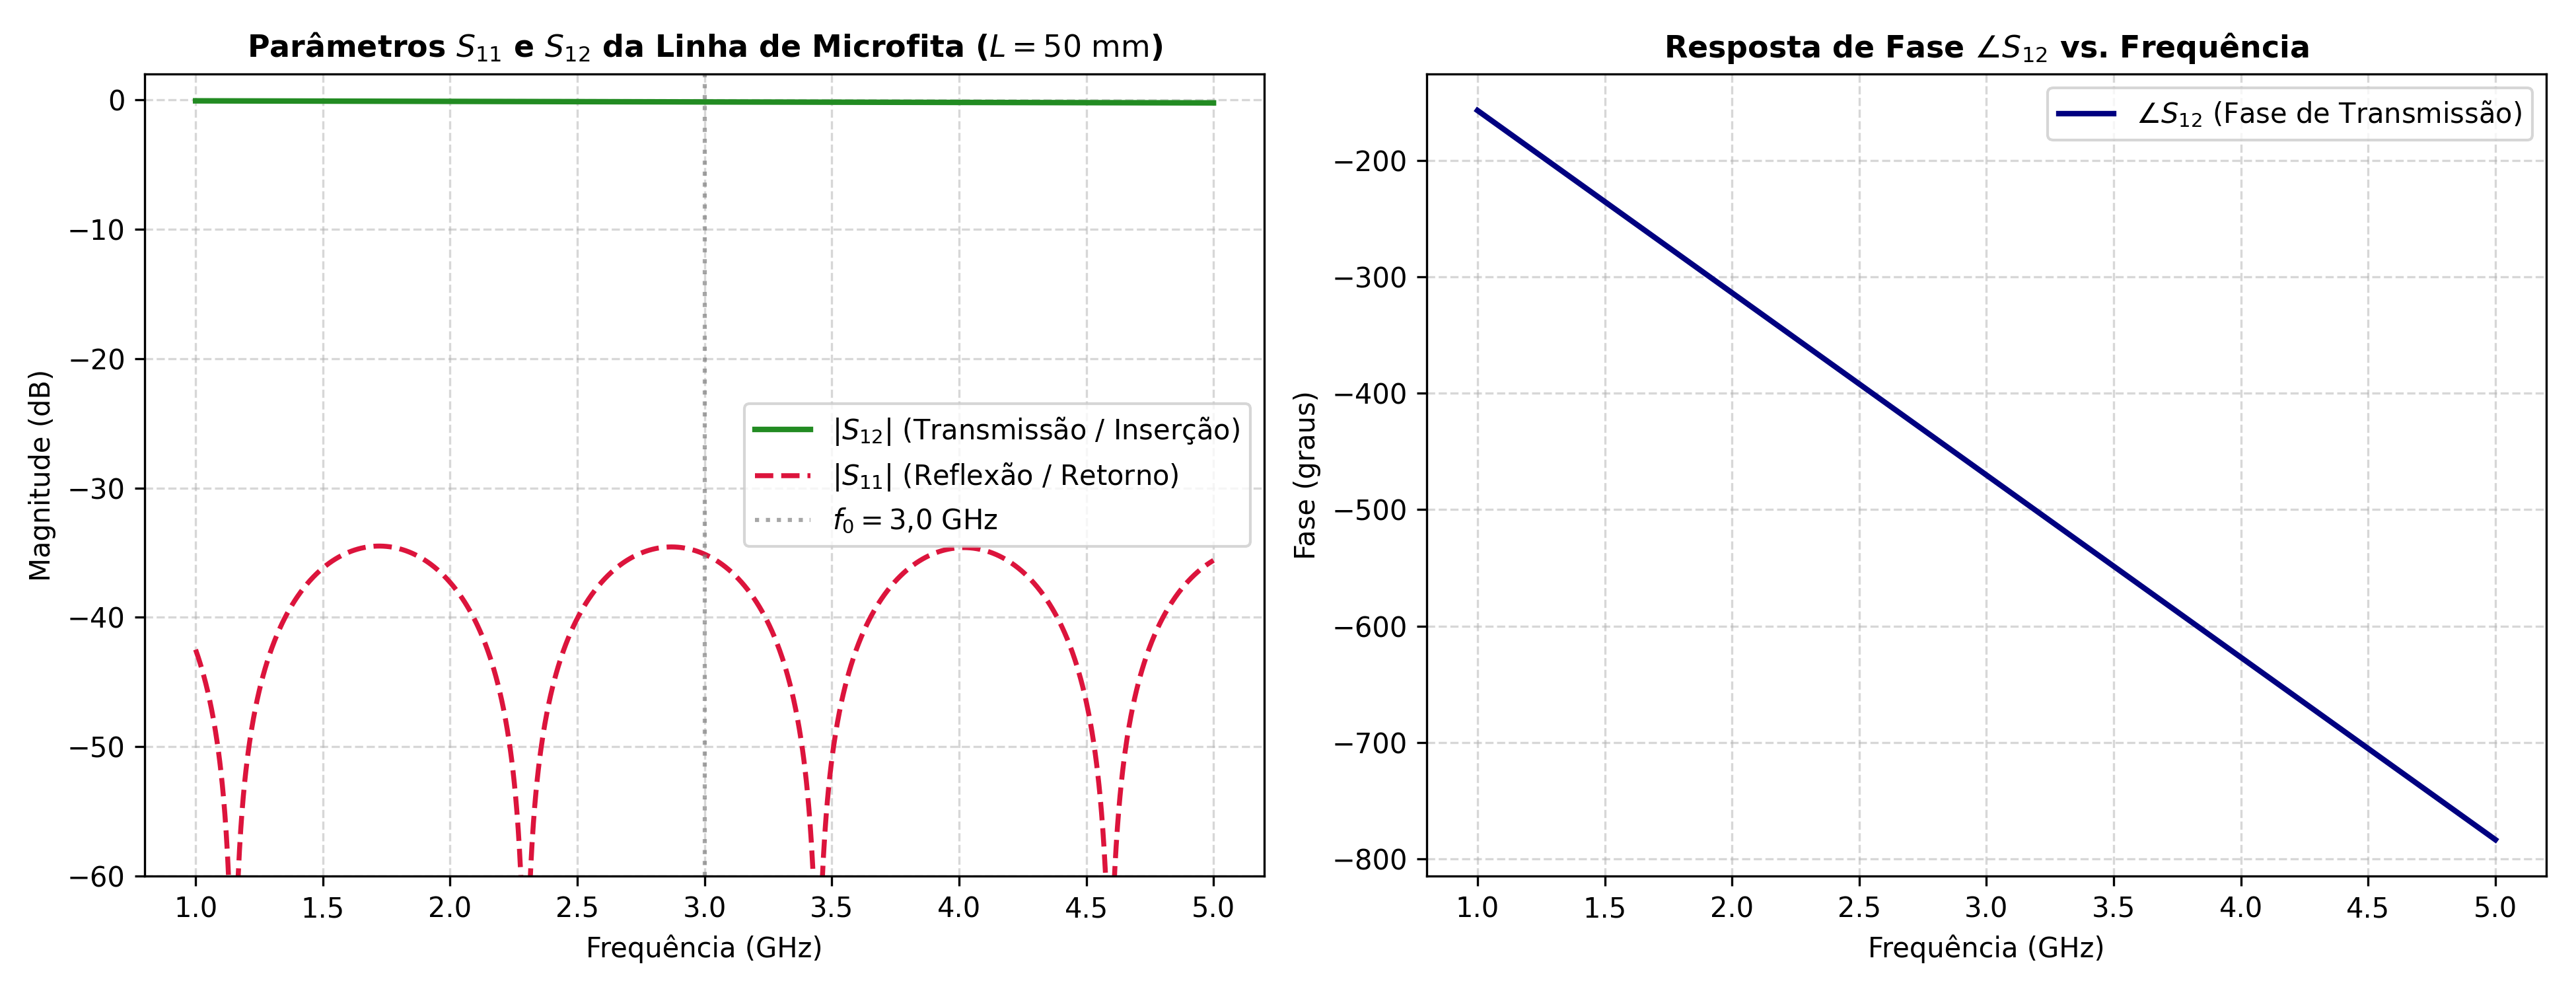 Parâmetros S₁₁ e S₁₂ da Linha de Microfita (L = 50 mm)
Magnitude (dB)
0
−10
−20
−30
−40
−50
−60
|S₁₂| (Transmissão / Inserção)
|S₁₁| (Reflexão / Retorno)
f₀ = 3,0 GHz
1.0 1.5 2.0 2.5 3.0 3.5 4.0 4.5 5.0
Frequência (GHz)
Resposta de Fase ∠S₁₂ vs. Frequência
∠S₁₂ (Fase de Transmissão)
Fase (graus)
−200
−300
−400
−500
−600
−700
−800
1.0 1.5 2.0 2.5 3.0 3.5 4.0 4.5 5.0
Frequência (GHz)